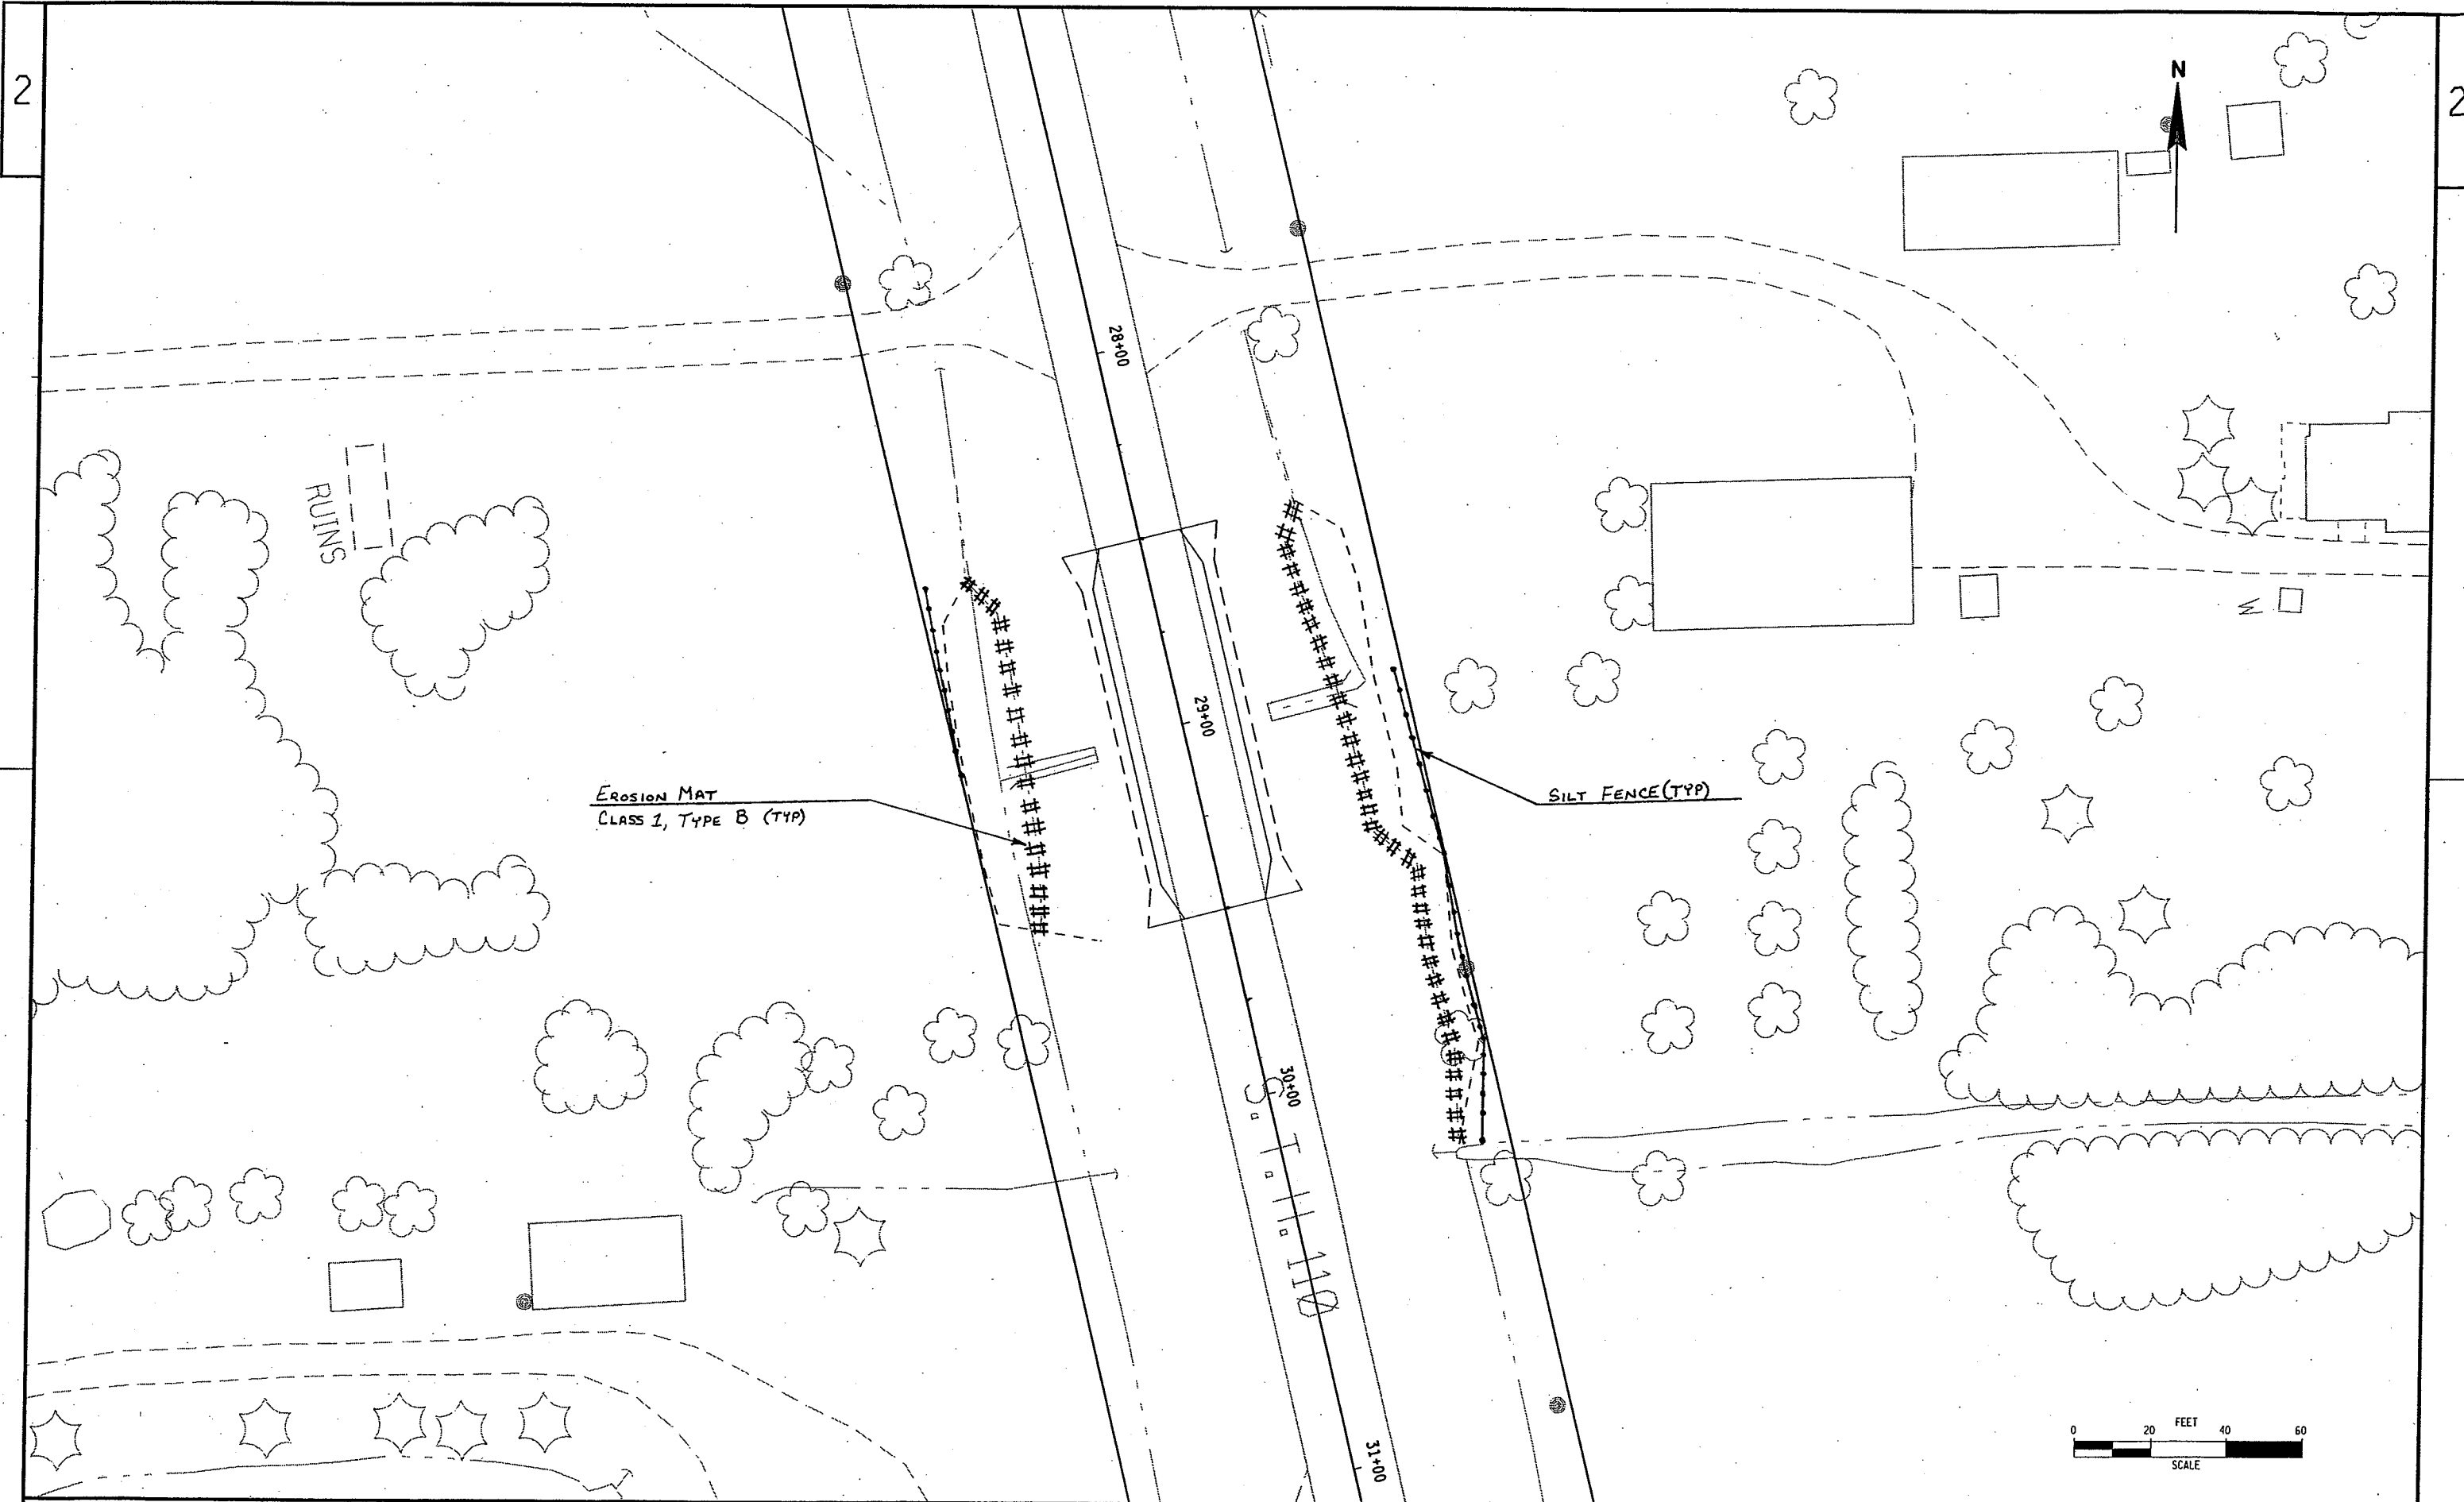 2
2
N
28+00
RUINS
29+00
W
EROSION MAT
CLASS 1, TYPE B (TYP)
SILT FENCE (TYP)
30+00
S T H 110
31+00
FEET
0 20 40 60
SCALE